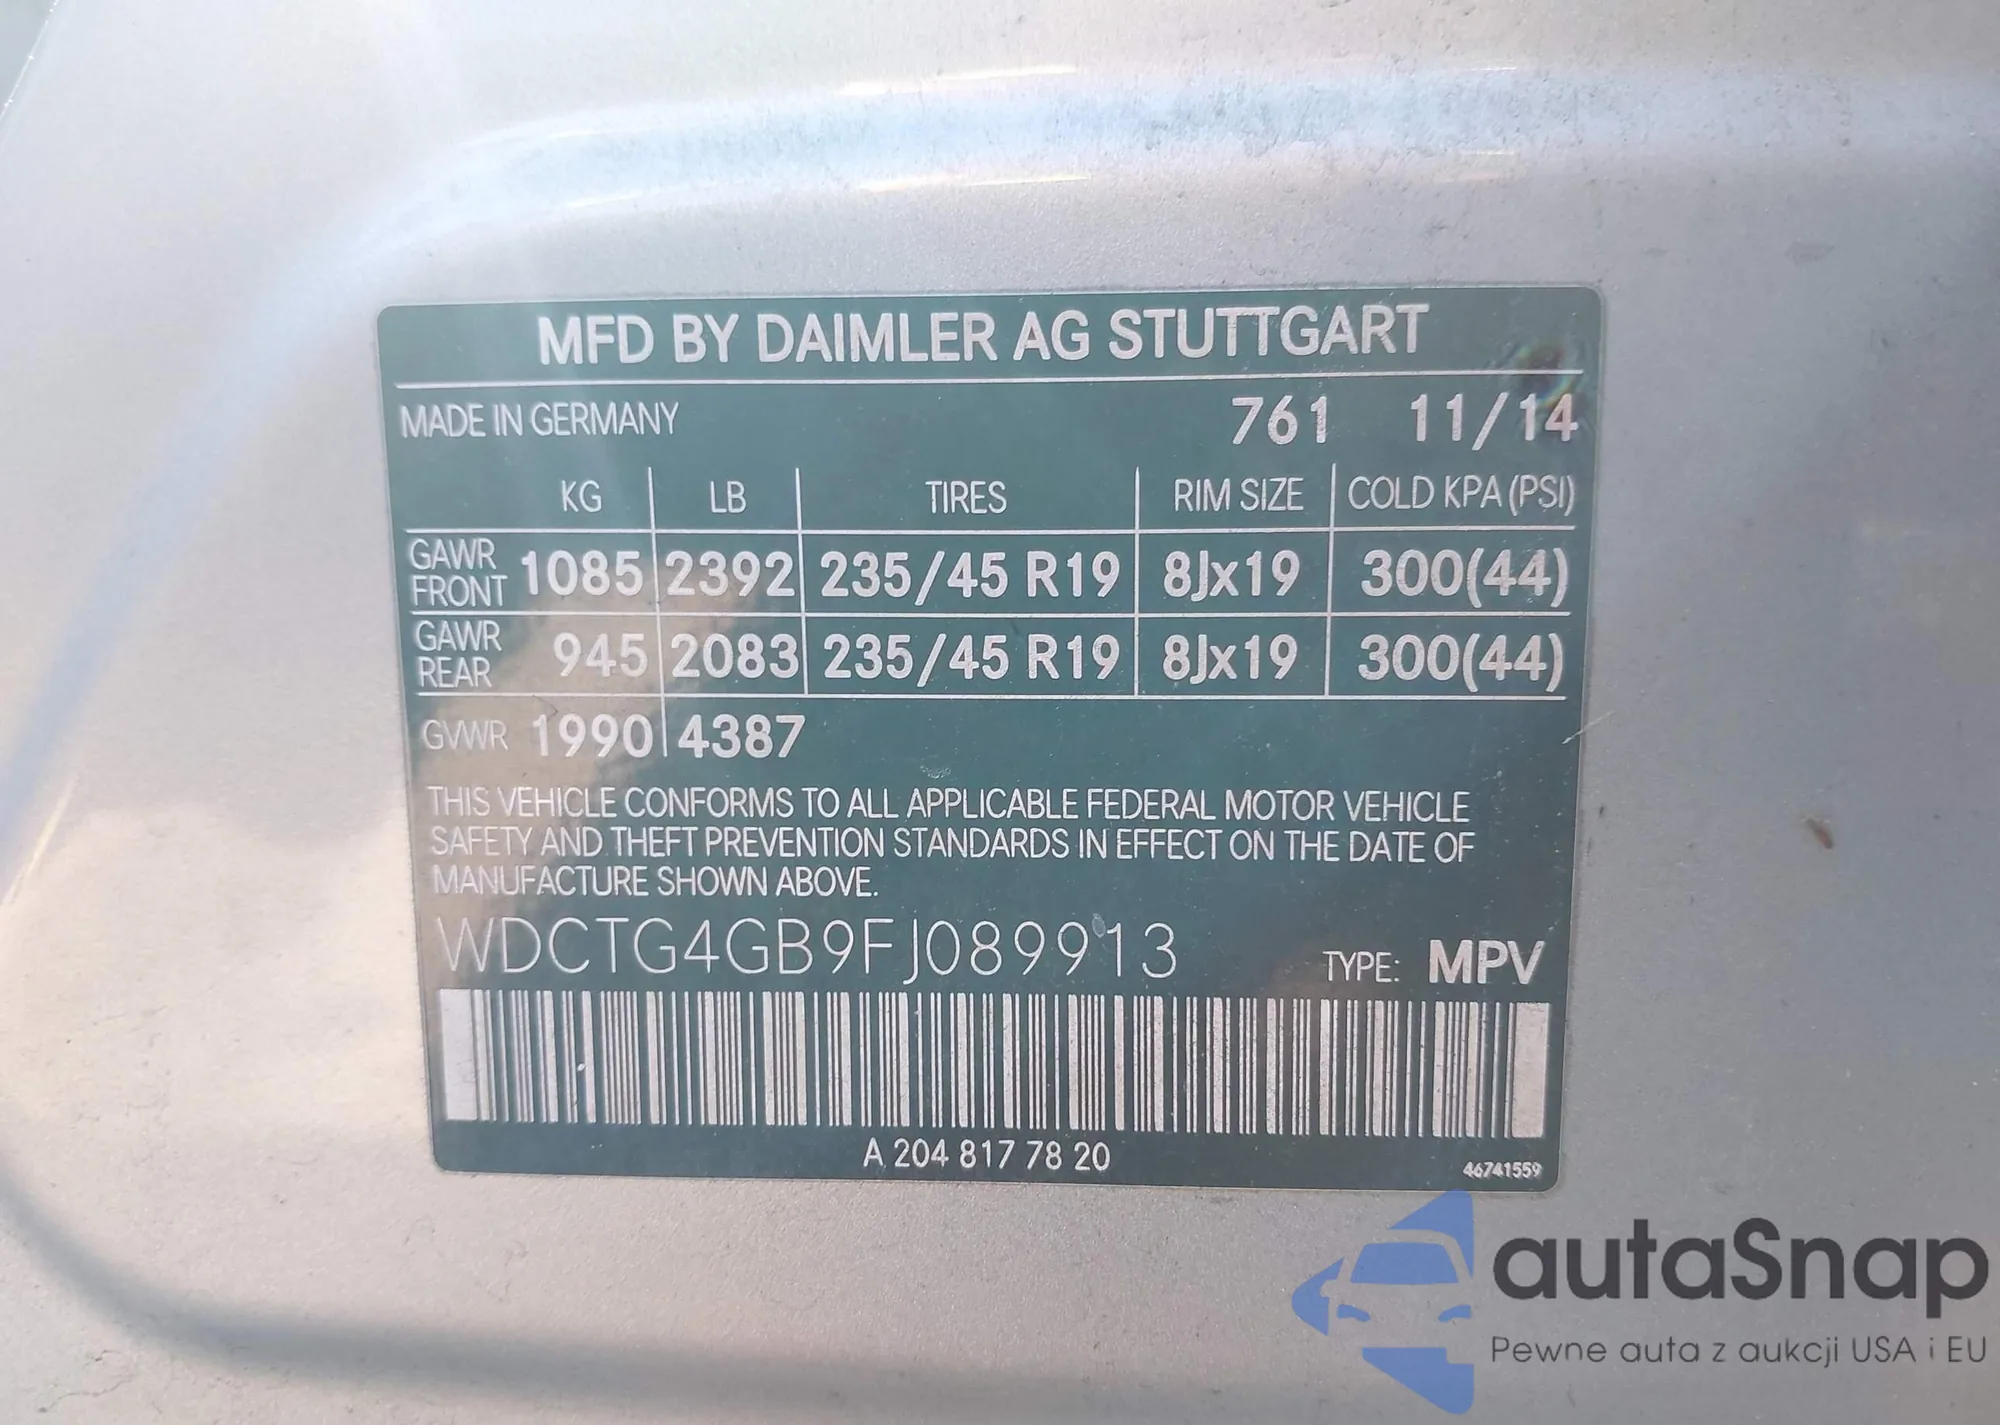 MFD BY DAIMLER AG STUTTGART
MADE IN GERMANY 761 11/14
KG LB TIRES RIM SIZE COLD KPA (PSI)
GAWR FRONT 1085 2392 235/45 R19 8Jx19 300(44)
GAWR REAR 945 2083 235/45 R19 8Jx19 300(44)
GVWR 1990 4387
THIS VEHICLE CONFORMS TO ALL APPLICABLE FEDERAL MOTOR VEHICLE
SAFETY AND THEFT PREVENTION STANDARDS IN EFFECT ON THE DATE OF
MANUFACTURE SHOWN ABOVE.
WDCTG4GB9FJ089913 TYPE: MPV
A 204 817 78 20 46741559
autaSnap
Pewne auta z aukcji USA i EU